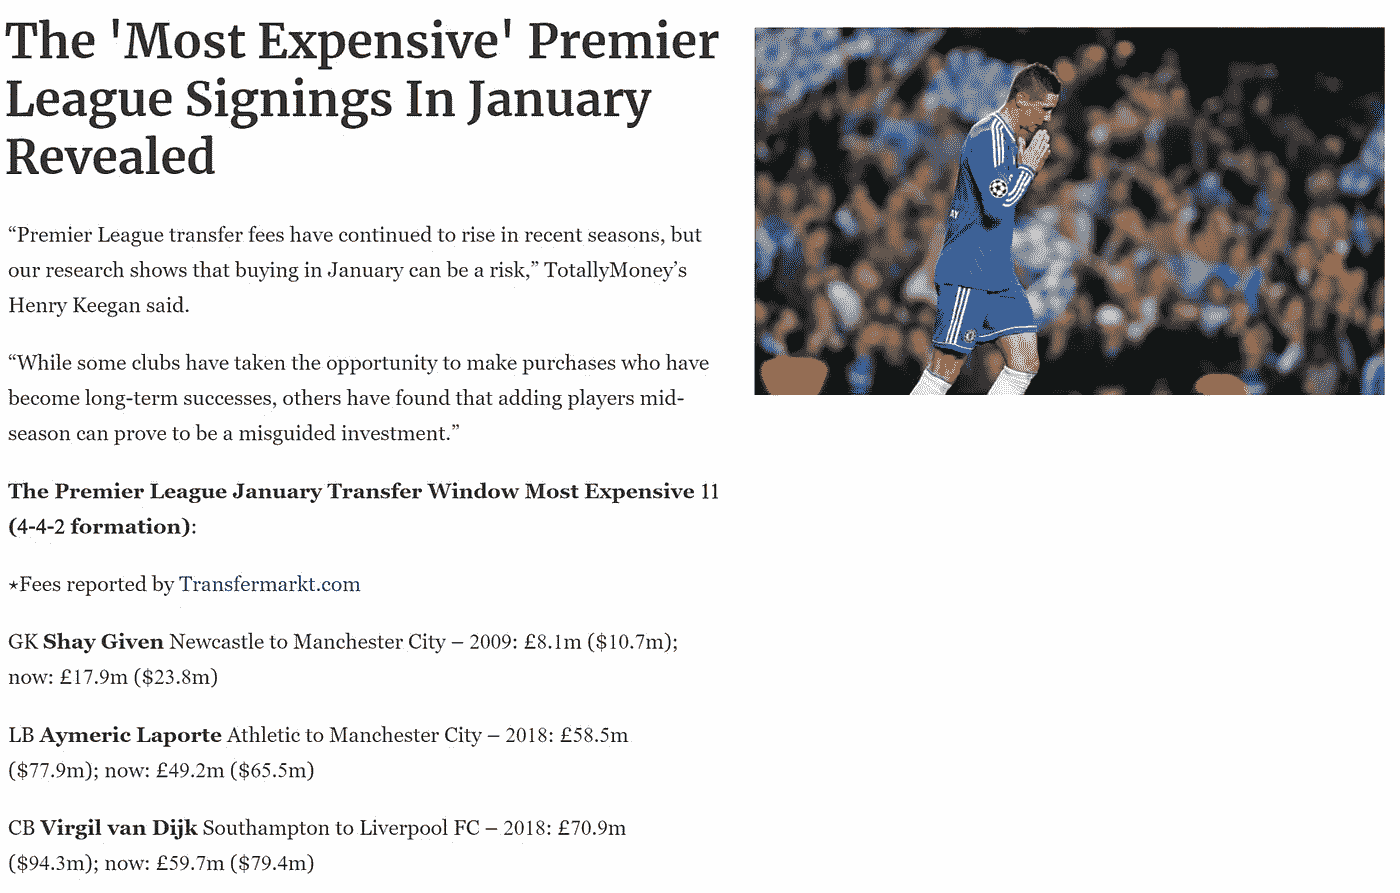 The 'Most Expensive' Premier
League Signings In January
Revealed
“Premier League transfer fees have continued to rise in recent seasons, but
our research shows that buying in January can be a risk,” TotallyMoney’s
Henry Keegan said.
“While some clubs have taken the opportunity to make purchases who have
become long-term successes, others have found that adding players mid-
season can prove to be a misguided investment.”
The Premier League January Transfer Window Most Expensive 11
(4-4-2 formation):
*Fees reported by Transfermarkt.com
GK Shay Given Newcastle to Manchester City – 2009: £8.1m ($10.7m);
now: £17.9m ($23.8m)
LB Aymeric Laporte Athletic to Manchester City – 2018: £58.5m
($77.9m); now: £49.2m ($65.5m)
CB Virgil van Dijk Southampton to Liverpool FC – 2018: £70.9m
($94.3m); now: £59.7m ($79.4m)